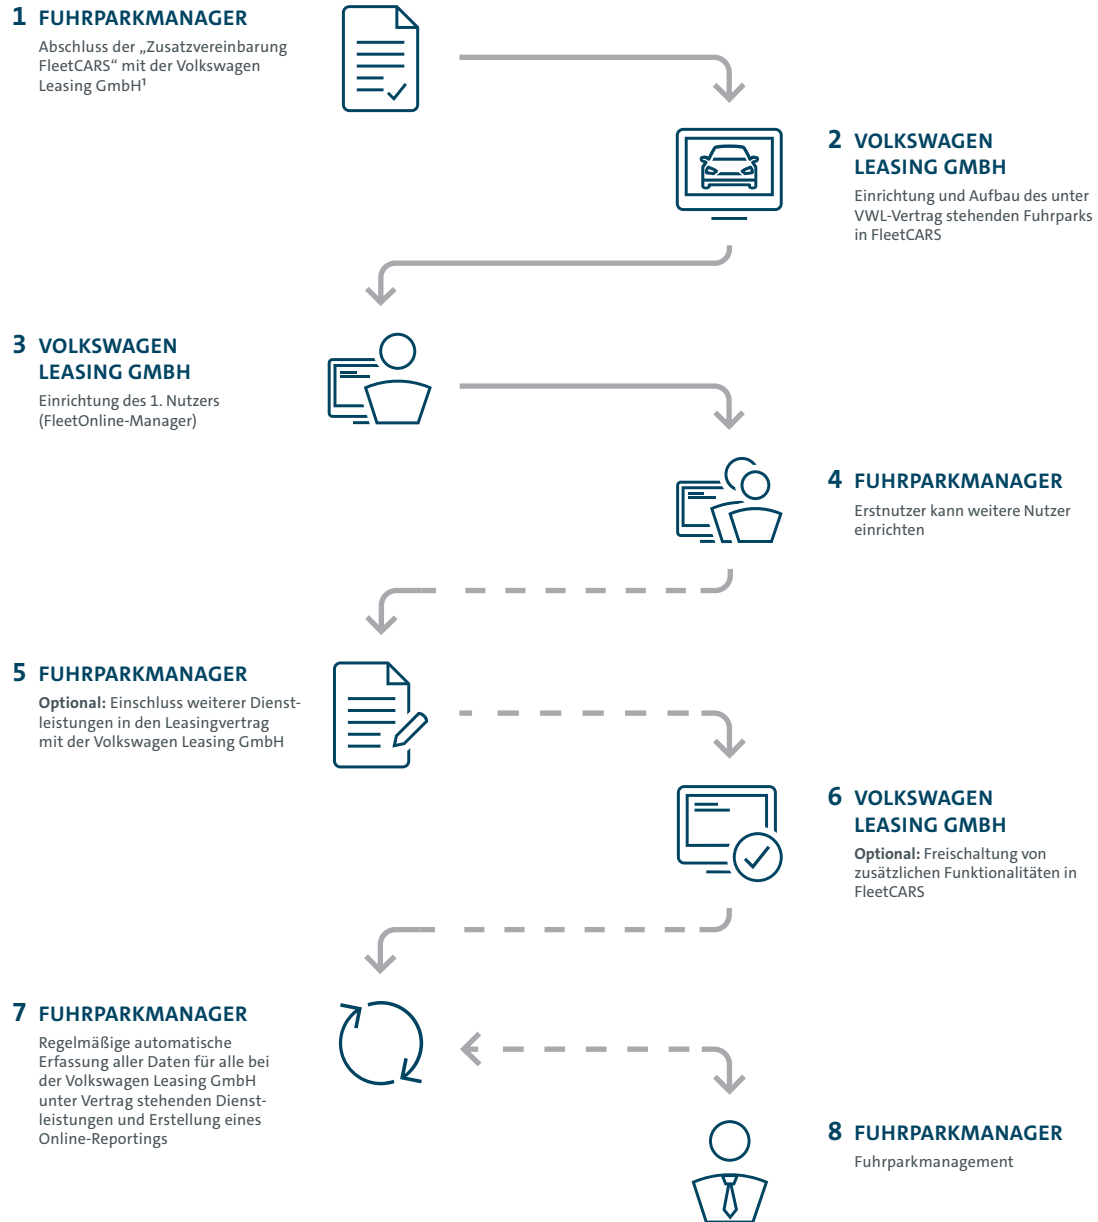 1 FUHRPARKMANAGER
Abschluss der „Zusatzvereinbarung
FleetCARS“ mit der Volkswagen
Leasing GmbH¹
2 VOLKSWAGEN
LEASING GMBH
Einrichtung und Aufbau des unter
VWL-Vertrag stehenden Fuhrparks
in FleetCARS
3 VOLKSWAGEN
LEASING GMBH
Einrichtung des 1. Nutzers
(FleetOnline-Manager)
4 FUHRPARKMANAGER
Erstnutzer kann weitere Nutzer
einrichten
5 FUHRPARKMANAGER
Optional: Einschluss weiterer Dienst-
leistungen in den Leasingvertrag
mit der Volkswagen Leasing GmbH
6 VOLKSWAGEN
LEASING GMBH
Optional: Freischaltung von
zusätzlichen Funktionalitäten in
FleetCARS
7 FUHRPARKMANAGER
Regelmäßige automatische
Erfassung aller Daten für alle bei
der Volkswagen Leasing GmbH
unter Vertrag stehenden Dienst-
leistungen und Erstellung eines
Online-Reportings
8 FUHRPARKMANAGER
Fuhrparkmanagement